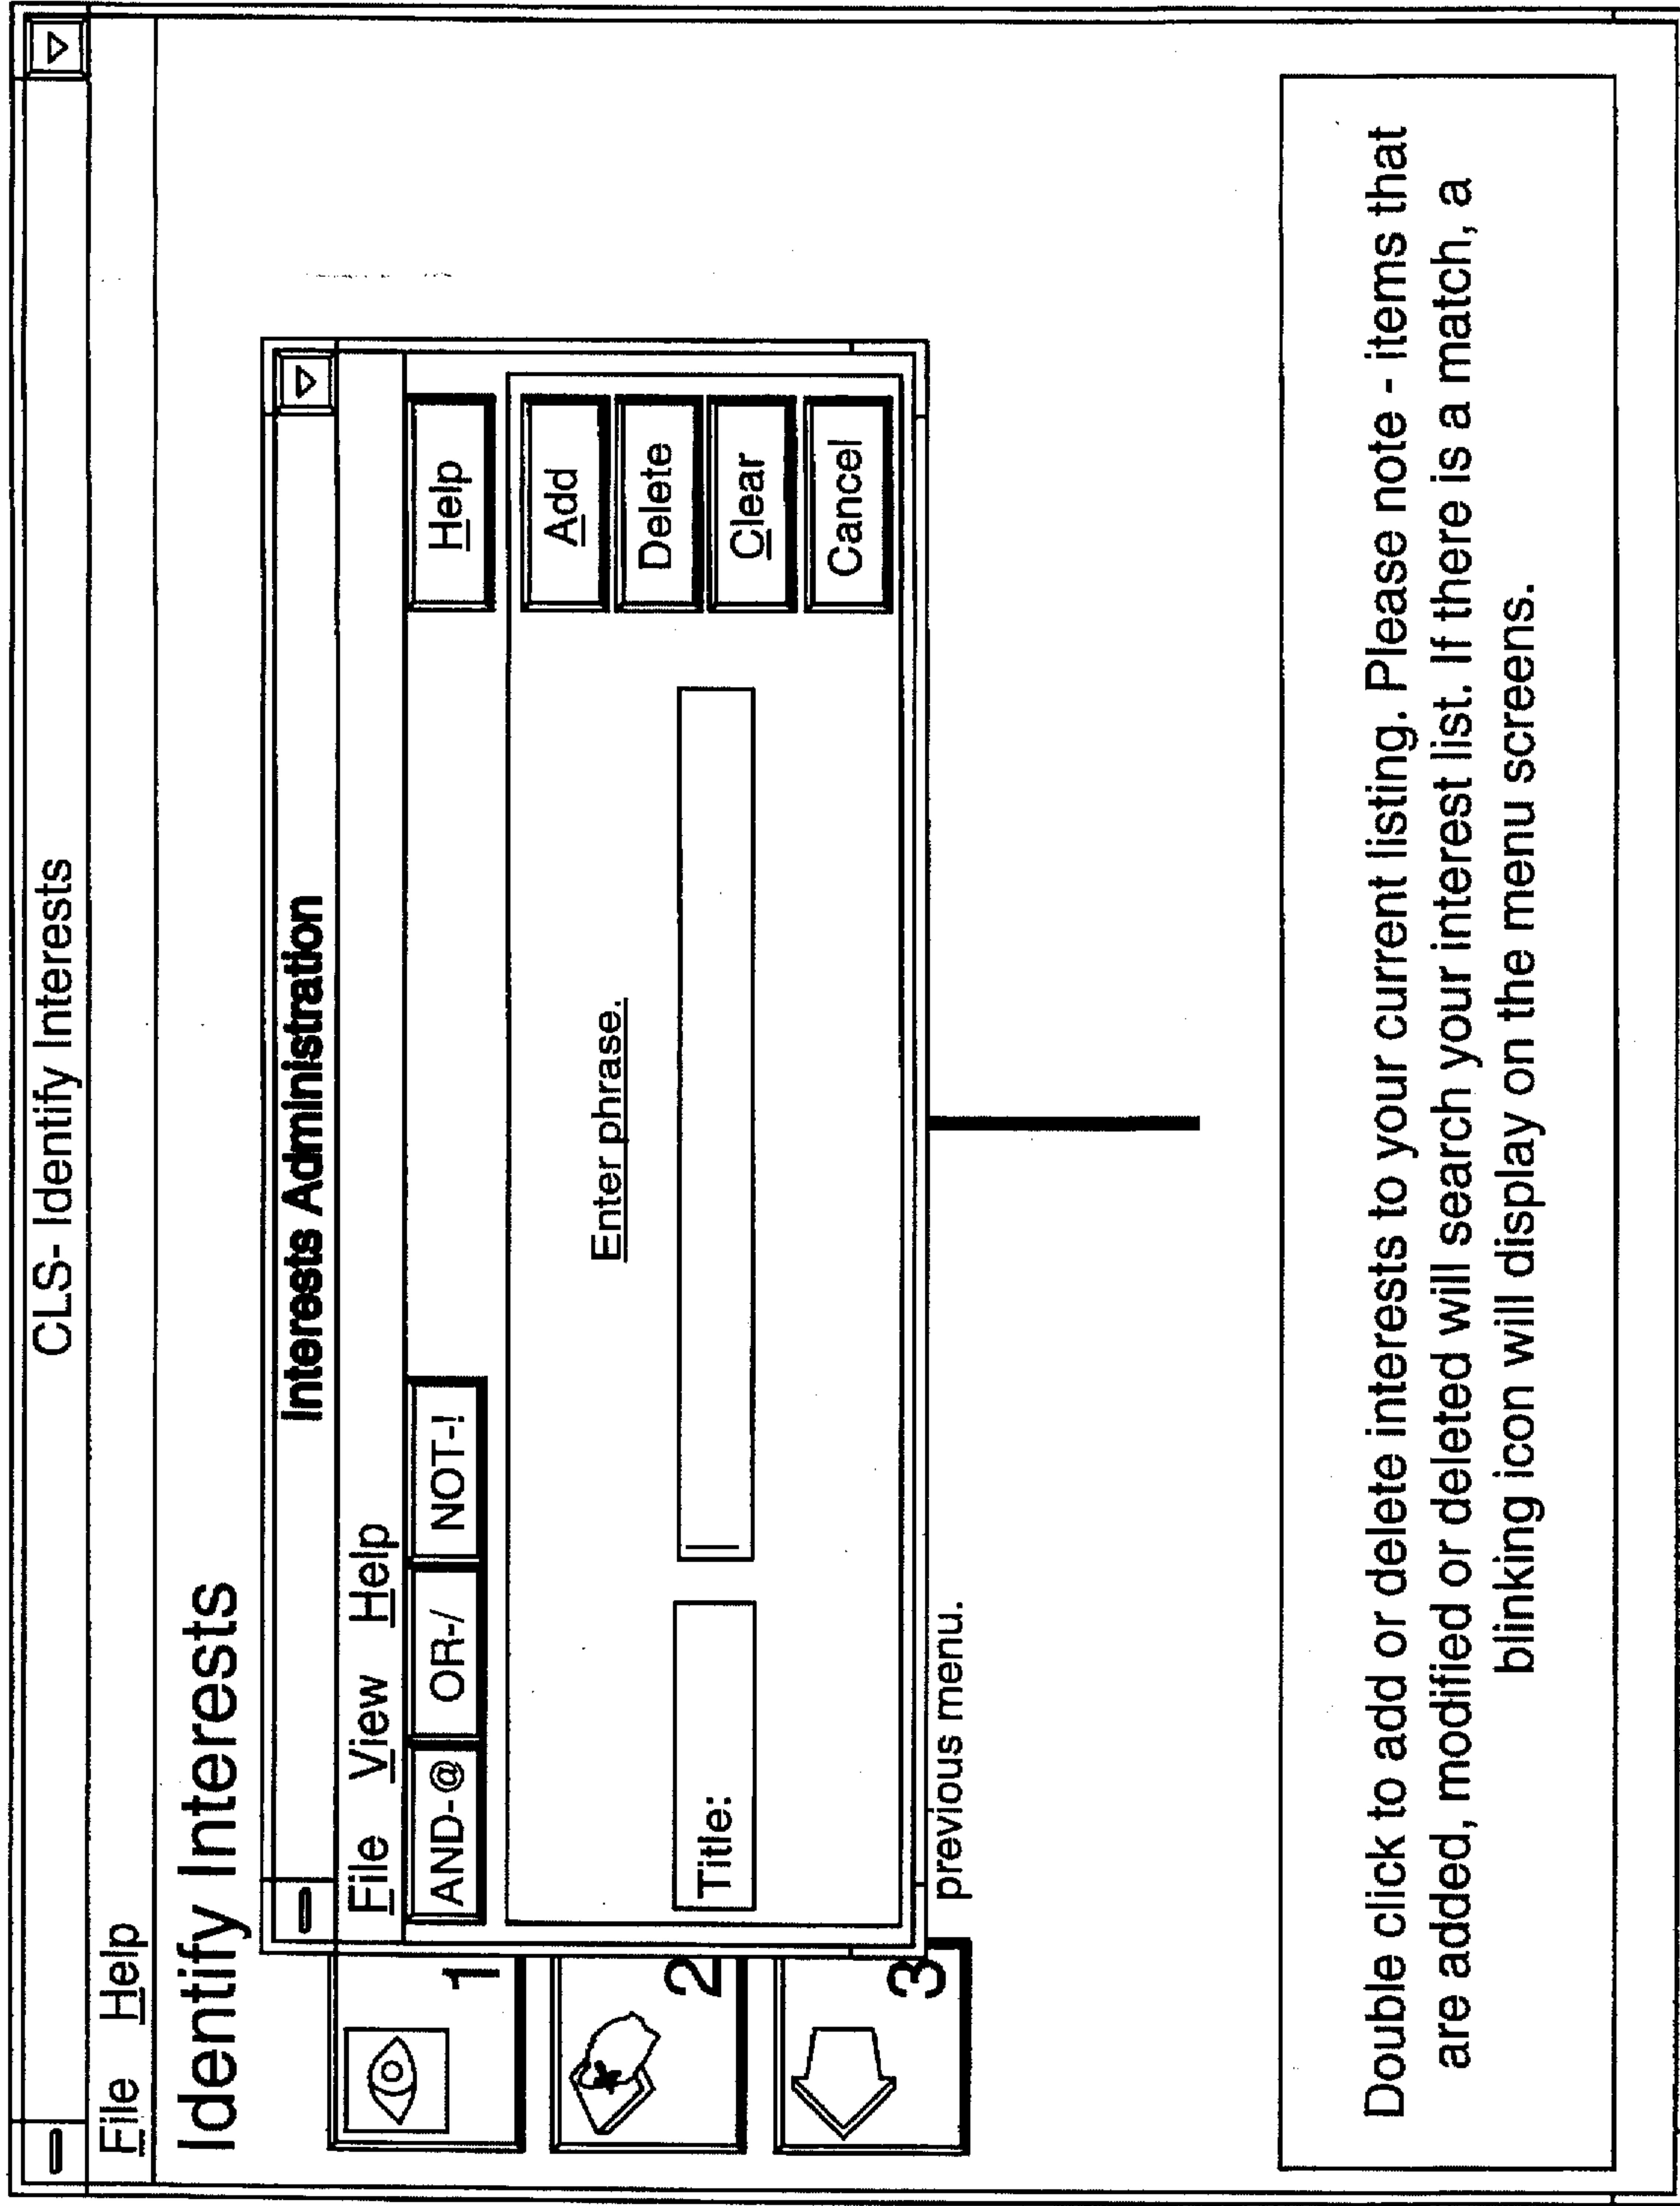 CLS- Identify Interests
File Help
Identify Interests
Interests Administration
File View Help
AND-@ OR-/ NOT-! Help
Enter phrase.
Title:
Add
Delete
Clear
Cancel
1
2
3
previous menu.
Double click to add or delete interests to your current listing. Please note - items that
are added, modified or deleted will search your interest list. If there is a match, a
blinking icon will display on the menu screens.